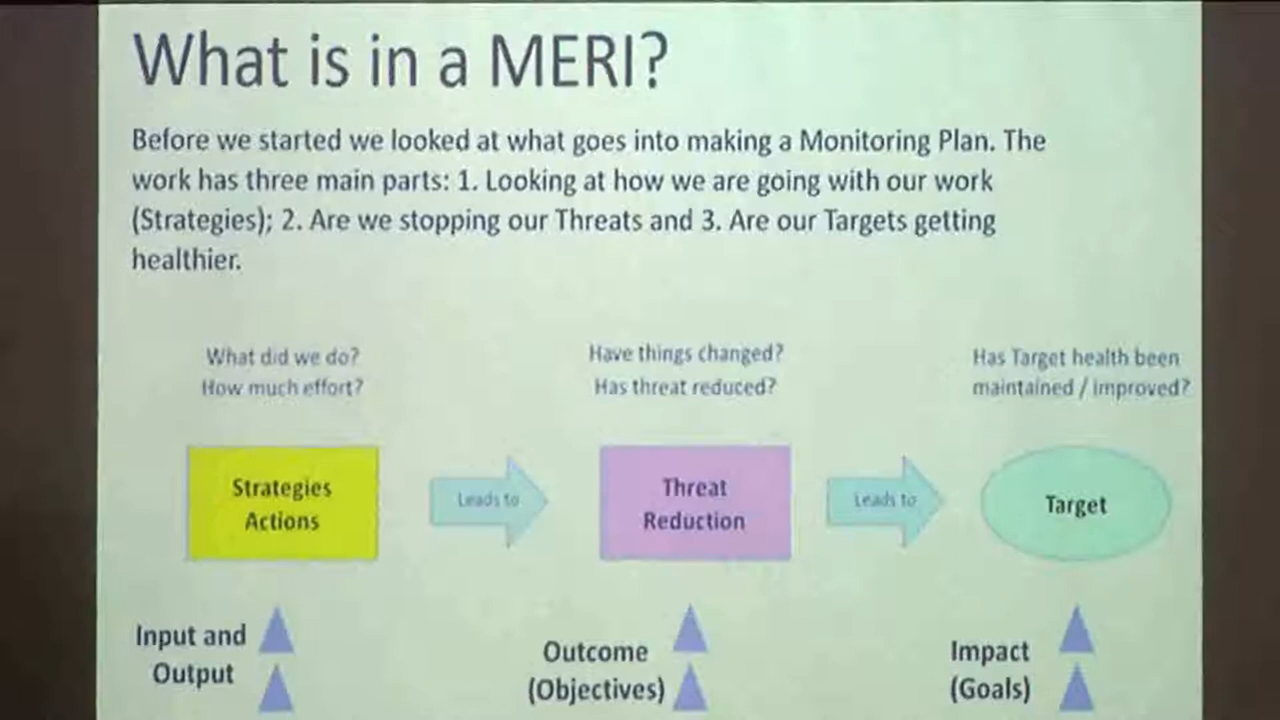 What is in a MERI?
Before we started we looked at what goes into making a Monitoring Plan. The
work has three main parts: 1. Looking at how we are going with our work
(Strategies); 2. Are we stopping our Threats and 3. Are our Targets getting
healthier.
What did we do?
How much effort?
Have things changed?
Has threat reduced?
Has Target health been
maintained / improved?
Strategies
Actions
Leads to
Threat
Reduction
Leads to
Target
Input and
Output
Outcome
(Objectives)
Impact
(Goals)